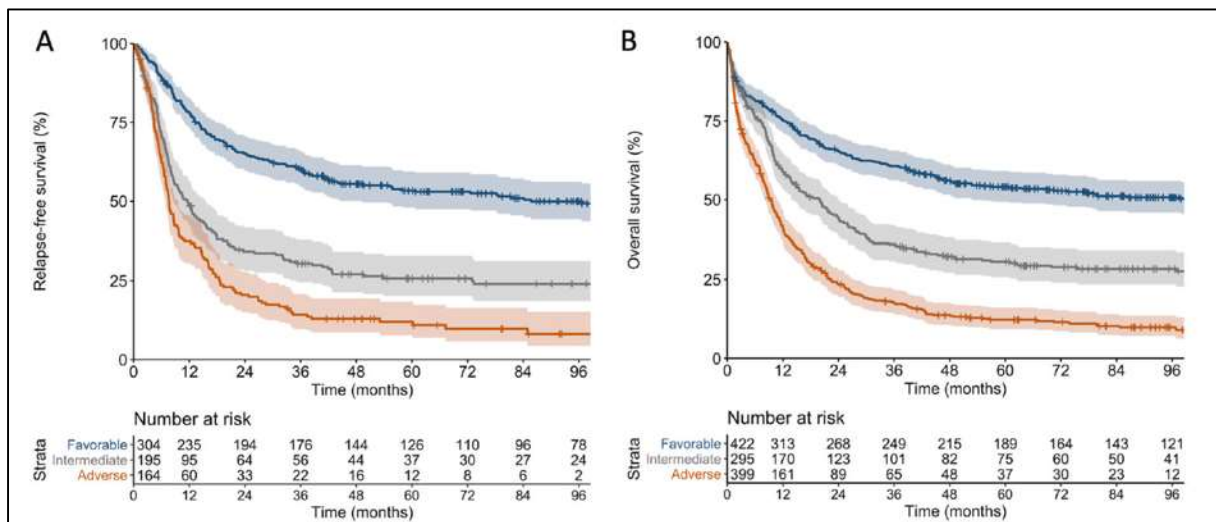 A
Relapse-free survival (%)
100
75
50
25
0
0 12 24 36 48 60 72 84 96
Time (months)
Number at risk
Strata
Favorable 304 235 194 176 144 126 110 96 78
Intermediate 195 95 64 56 44 37 30 27 24
Adverse 164 60 33 22 16 12 8 6 2
0 12 24 36 48 60 72 84 96
Time (months)
B
Overall survival (%)
100
75
50
25
0
0 12 24 36 48 60 72 84 96
Time (months)
Number at risk
Strata
Favorable 422 313 268 249 215 189 164 143 121
Intermediate 295 170 123 101 82 75 60 50 41
Adverse 399 161 89 65 48 37 30 23 12
0 12 24 36 48 60 72 84 96
Time (months)